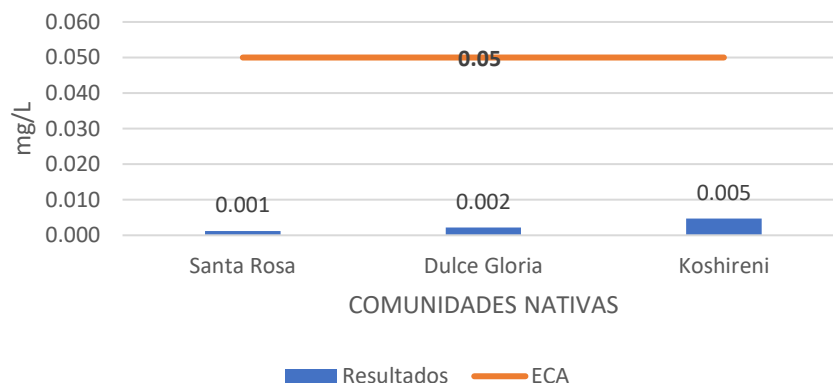 0.060
0.050
0.040
0.030
0.020
0.010
0.000
mg/L
0.05
0.001
0.002
0.005
Santa Rosa
Dulce Gloria
Koshireni
COMUNIDADES NATIVAS
Resultados
ECA